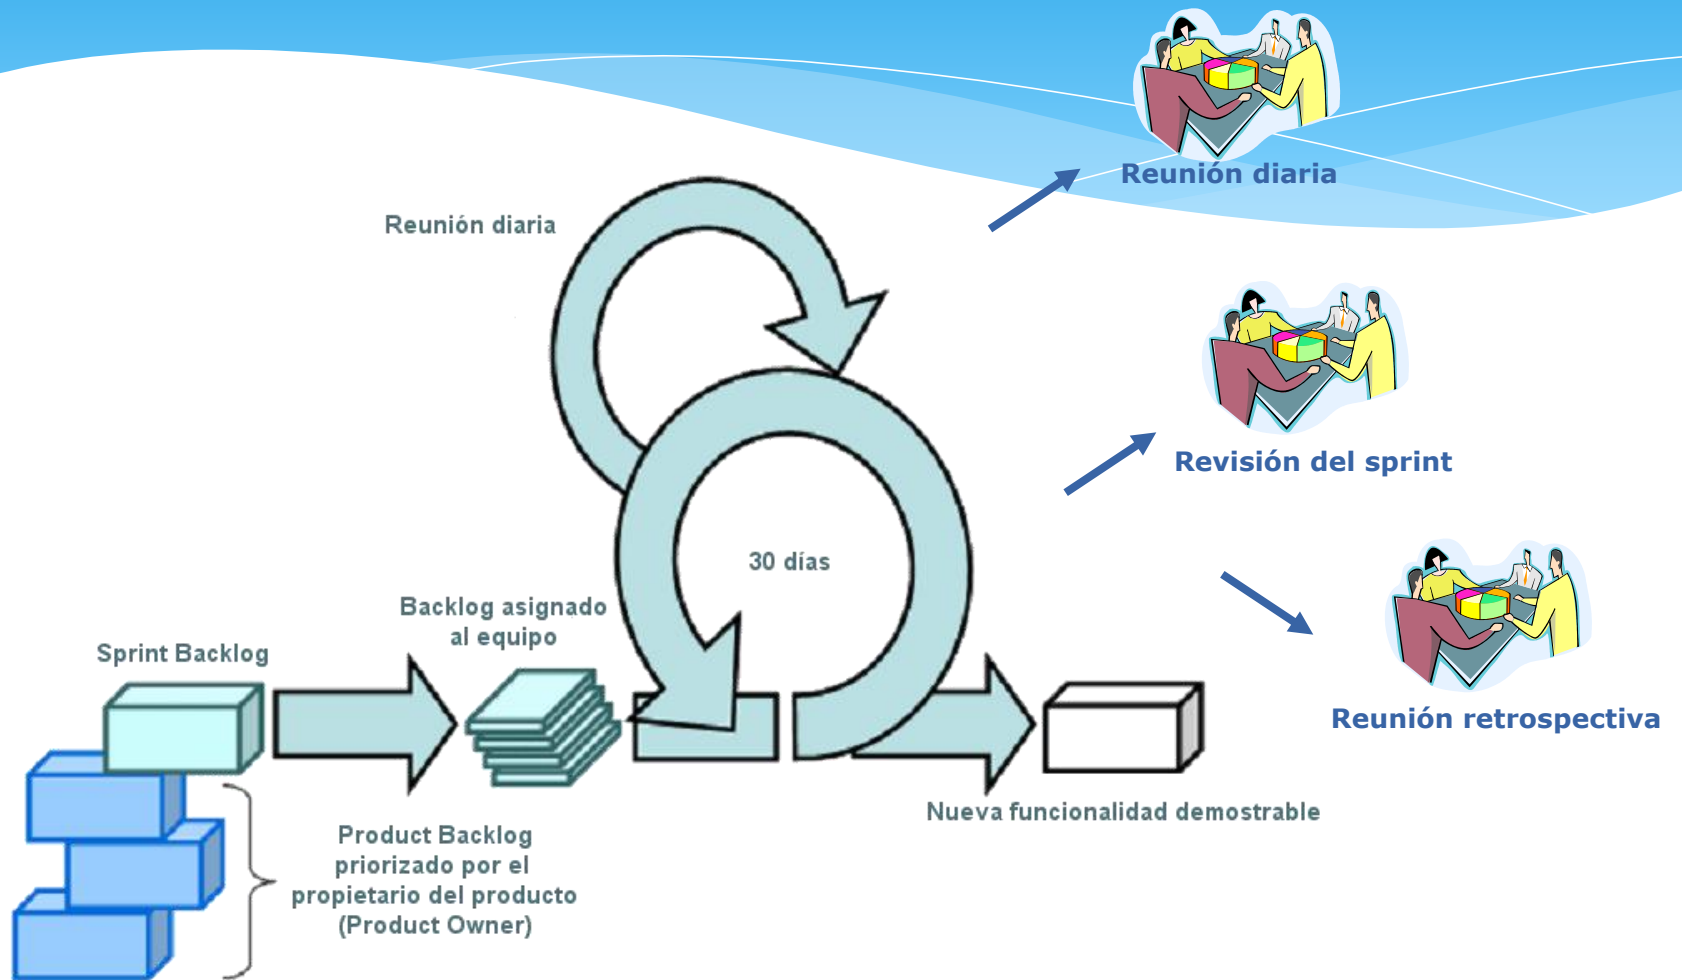 Reunión diaria
Reunión diaria
Revisión del sprint
30 días
Backlog asignado
al equipo
Sprint Backlog
Reunión retrospectiva
Nueva funcionalidad demostrable
Product Backlog
priorizado por el
propietario del producto
(Product Owner)